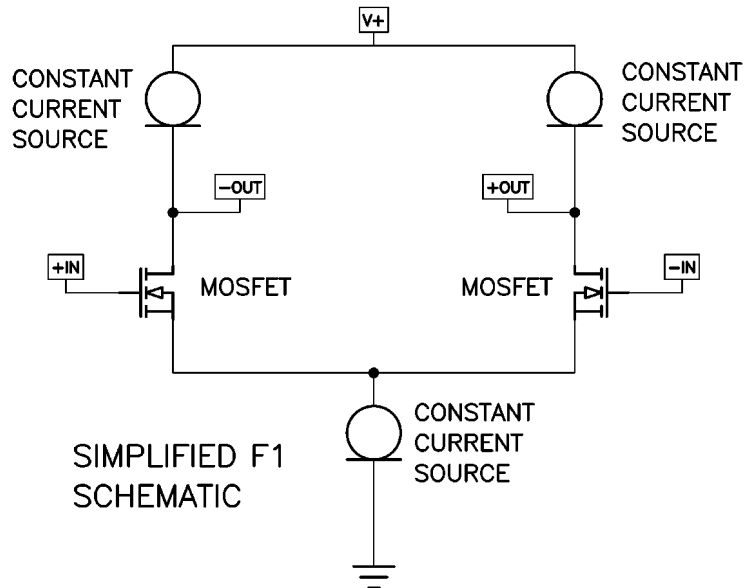 V+
CONSTANT
CURRENT
SOURCE
CONSTANT
CURRENT
SOURCE
-OUT
+OUT
+IN
MOSFET
MOSFET
-IN
CONSTANT
CURRENT
SOURCE
SIMPLIFIED F1
SCHEMATIC